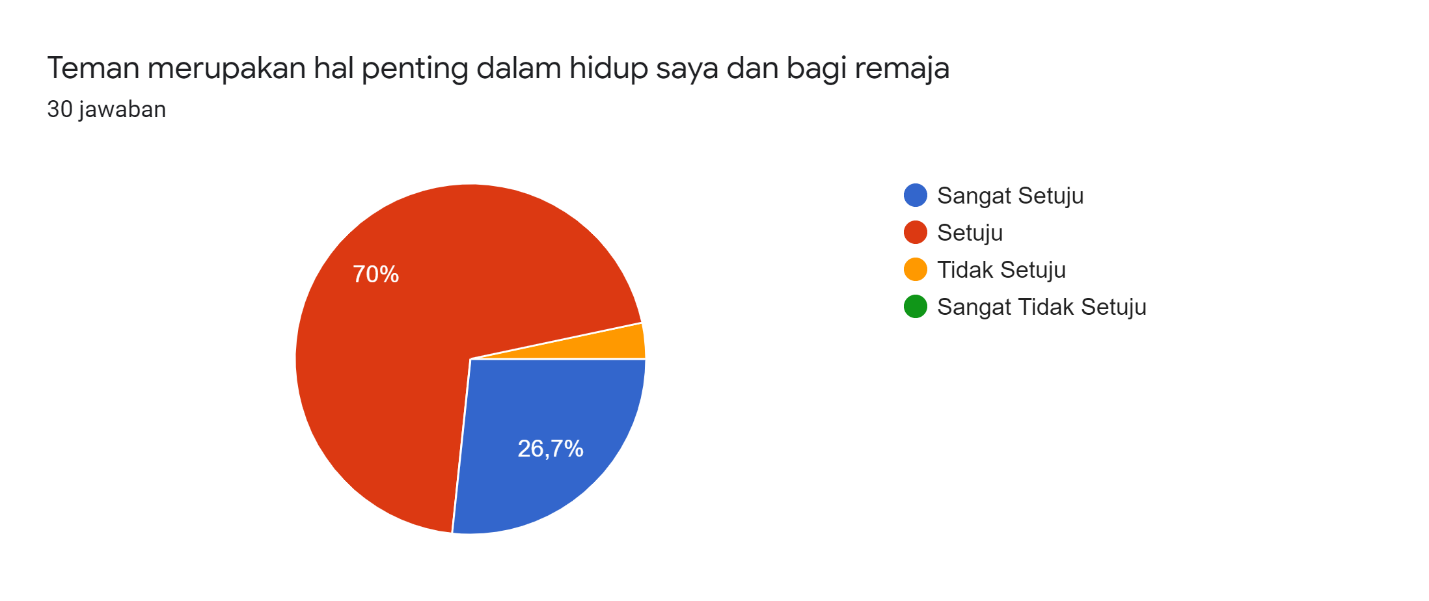 Teman merupakan hal penting dalam hidup saya dan bagi remaja
30 jawaban
70%
26,7%
Sangat Setuju
Setuju
Tidak Setuju
Sangat Tidak Setuju